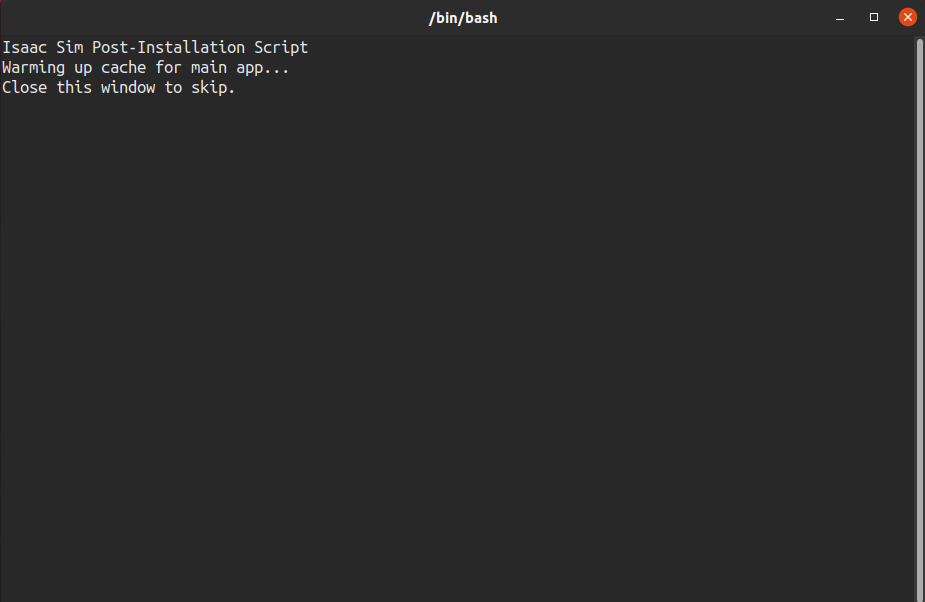 /bin/bash
Isaac Sim Post-Installation Script
Warming up cache for main app...
Close this window to skip.